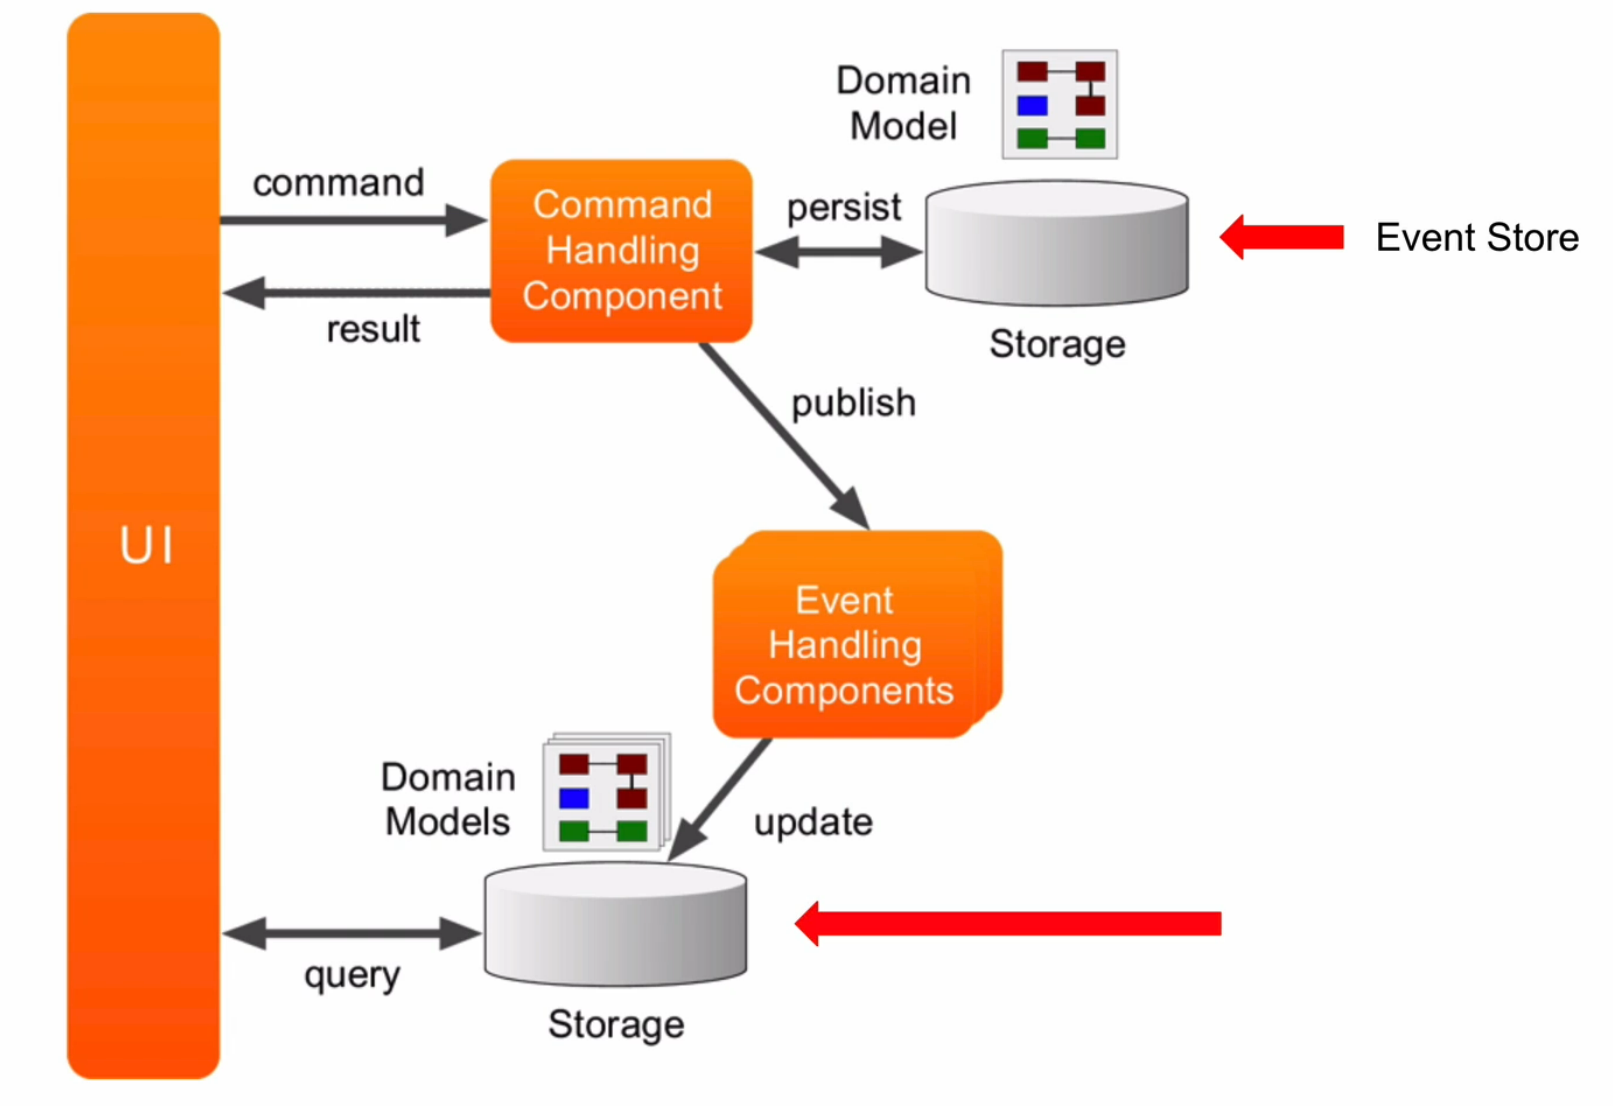 Domain
Model
command
Command
Handling
Component
persist
Event Store
result
Storage
publish
UI
Event
Handling
Components
Domain
Models
update
query
Storage